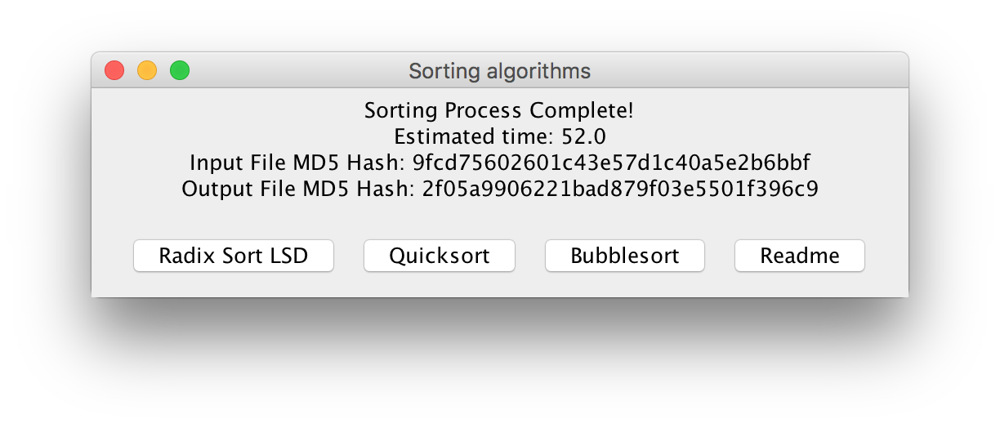 Sorting algorithms
Sorting Process Complete!
Estimated time: 52.0
Input File MD5 Hash: 9fcd75602601c43e57d1c40a5e2b6bbf
Output File MD5 Hash: 2f05a9906221bad879f03e5501f396c9
Radix Sort LSD Quicksort Bubblesort Readme